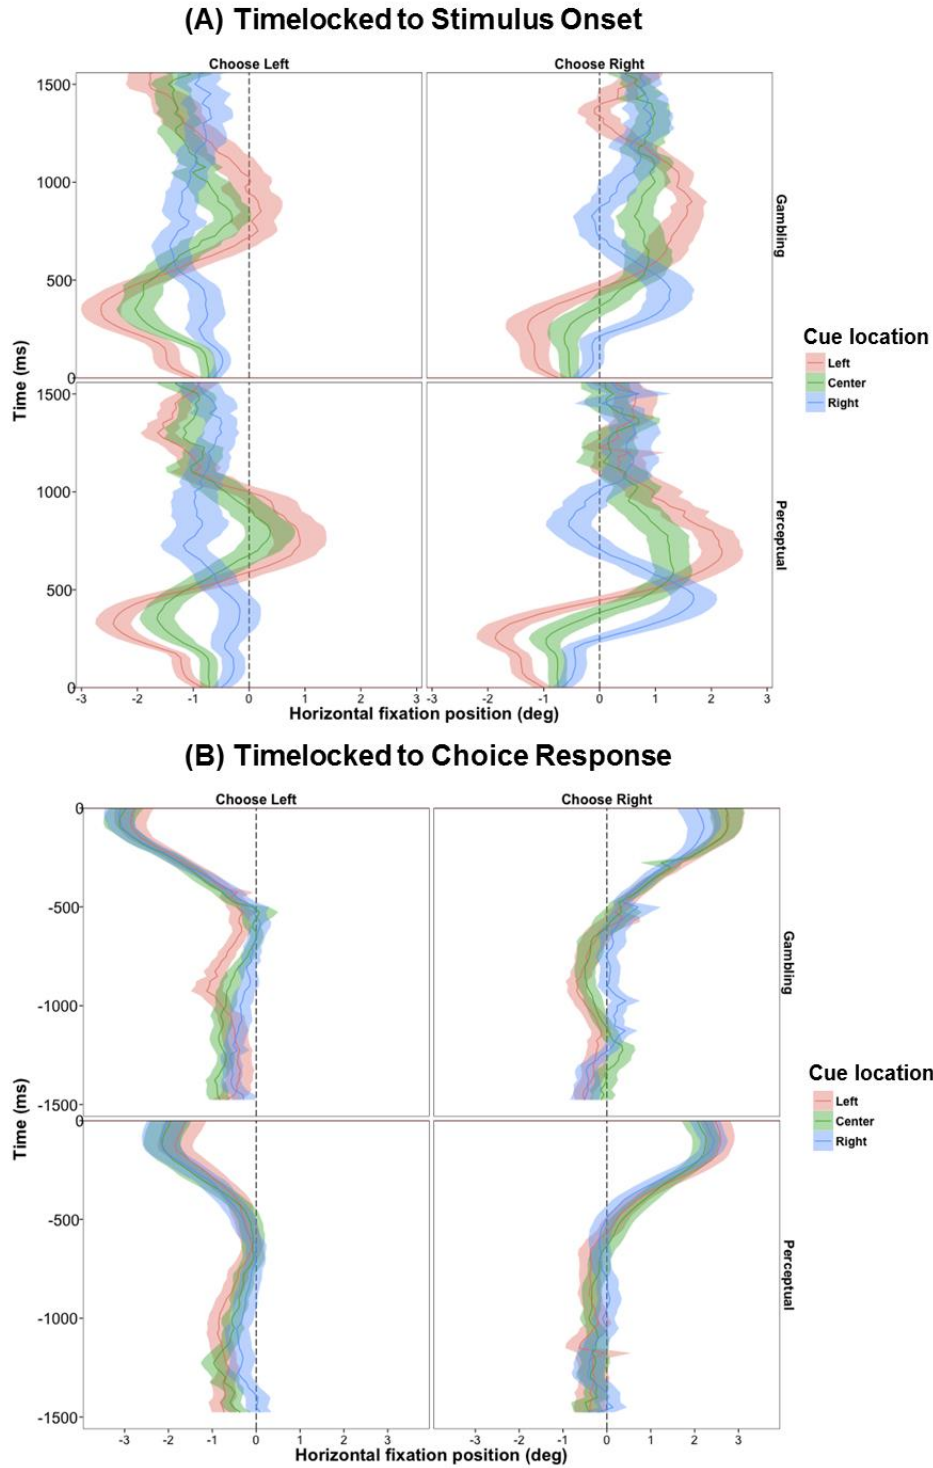 (A) Timelocked to Stimulus Onset
Choose Left
Choose Right
1500
1000
500
0
Gambling
1500
1000
500
0
Perceptual
Time (ms)
-3 -2 -1 0 1 2 3
-3 -2 -1 0 1 2 3
Horizontal fixation position (deg)
Cue location
Left
Center
Right
(B) Timelocked to Choice Response
Choose Left
Choose Right
0
-500
-1000
-1500
Gambling
0
-500
-1000
-1500
Perceptual
Time (ms)
-3 -2 -1 0 1 2 3
-3 -2 -1 0 1 2 3
Horizontal fixation position (deg)
Cue location
Left
Center
Right